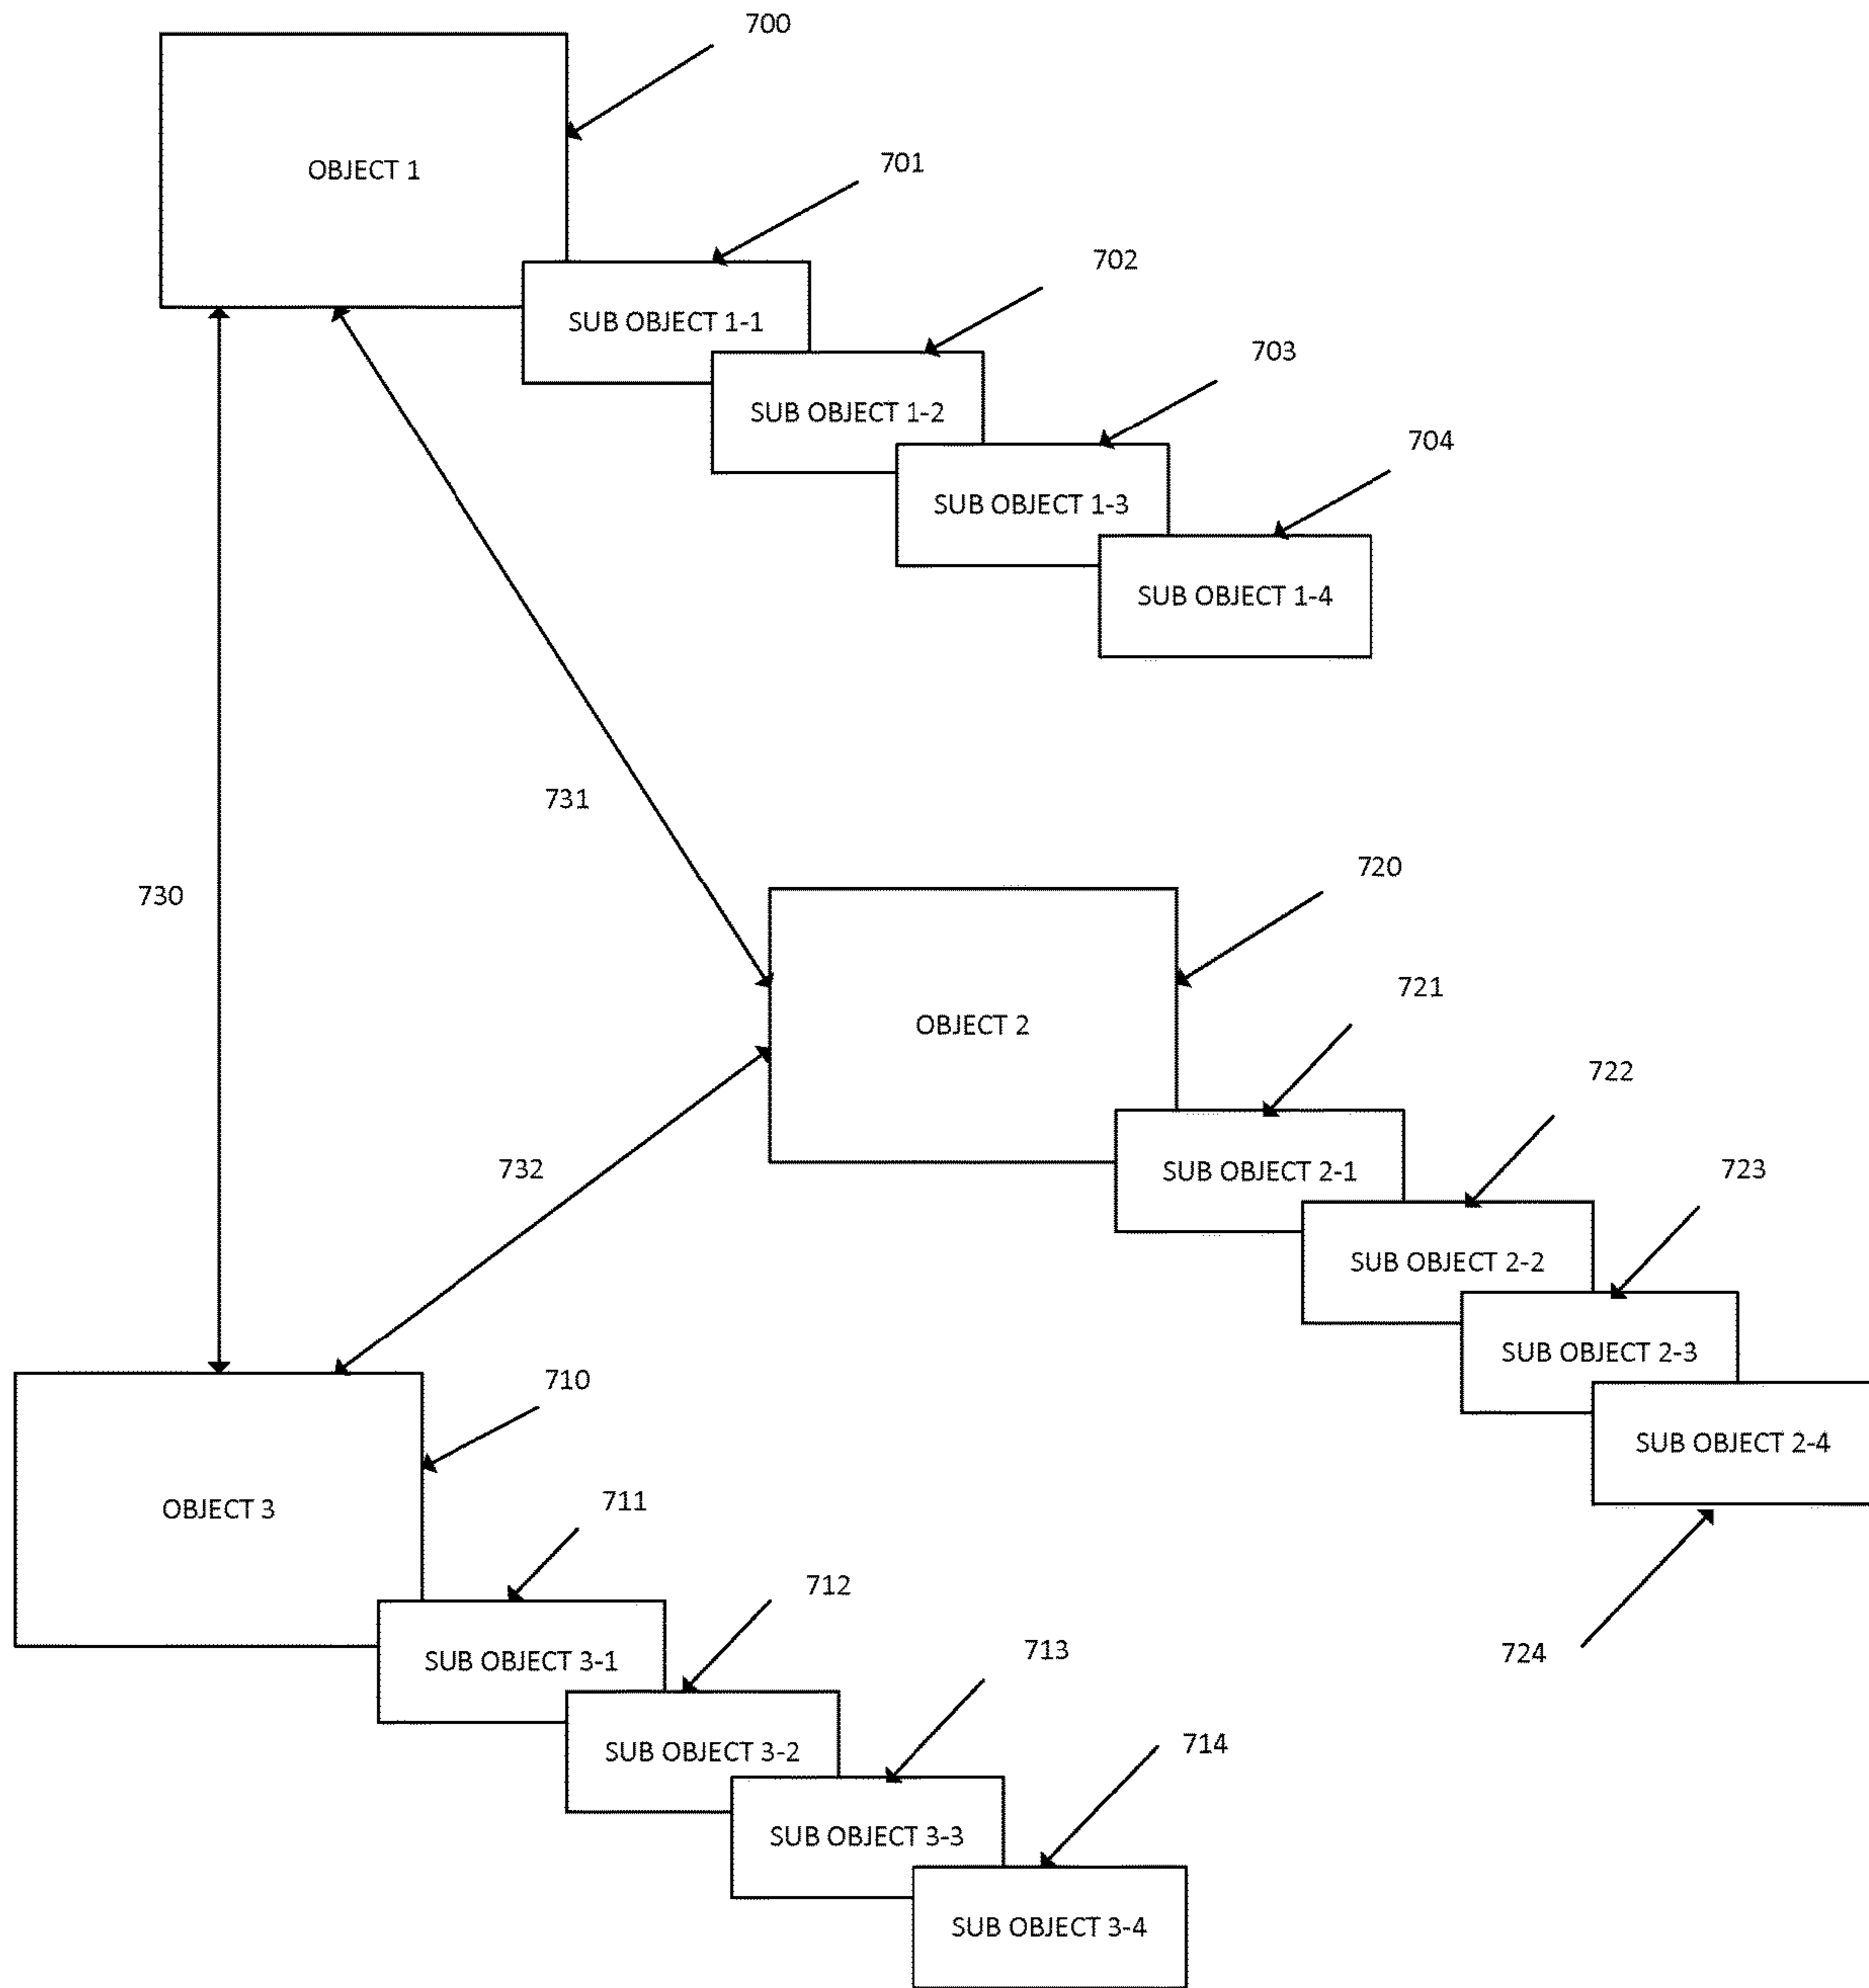 700
OBJECT 1
701
702
SUB OBJECT 1-1
703
SUB OBJECT 1-2
704
SUB OBJECT 1-3
SUB OBJECT 1-4
731
720
730
721
OBJECT 2
722
732
SUB OBJECT 2-1
723
SUB OBJECT 2-2
SUB OBJECT 2-3
710
SUB OBJECT 2-4
711
OBJECT 3
712
713
724
SUB OBJECT 3-1
714
SUB OBJECT 3-2
SUB OBJECT 3-3
SUB OBJECT 3-4